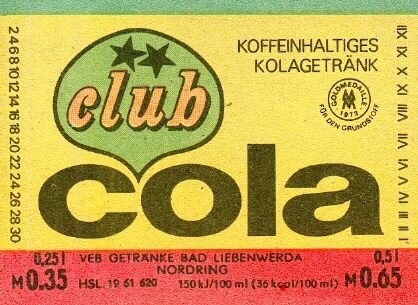 KOFFEINHALTIGES
KOLAGETRÄNK
club
cola
GOLDMEDAILLE
MM
1972
FÜR DEN GRUNDSTOFF
2 4 6 8 10 12 14 16 18 20 22 24 26 28 30
I II III IV V VI VII VIII IX X XI XII
0,25 l VEB GETRÄNKE BAD LIEBENWERDA 0,5 l
NORDRING
M 0.35 HSL 19 61 620 150 kJ/100 ml (36 kcal/100 ml) M 0.65